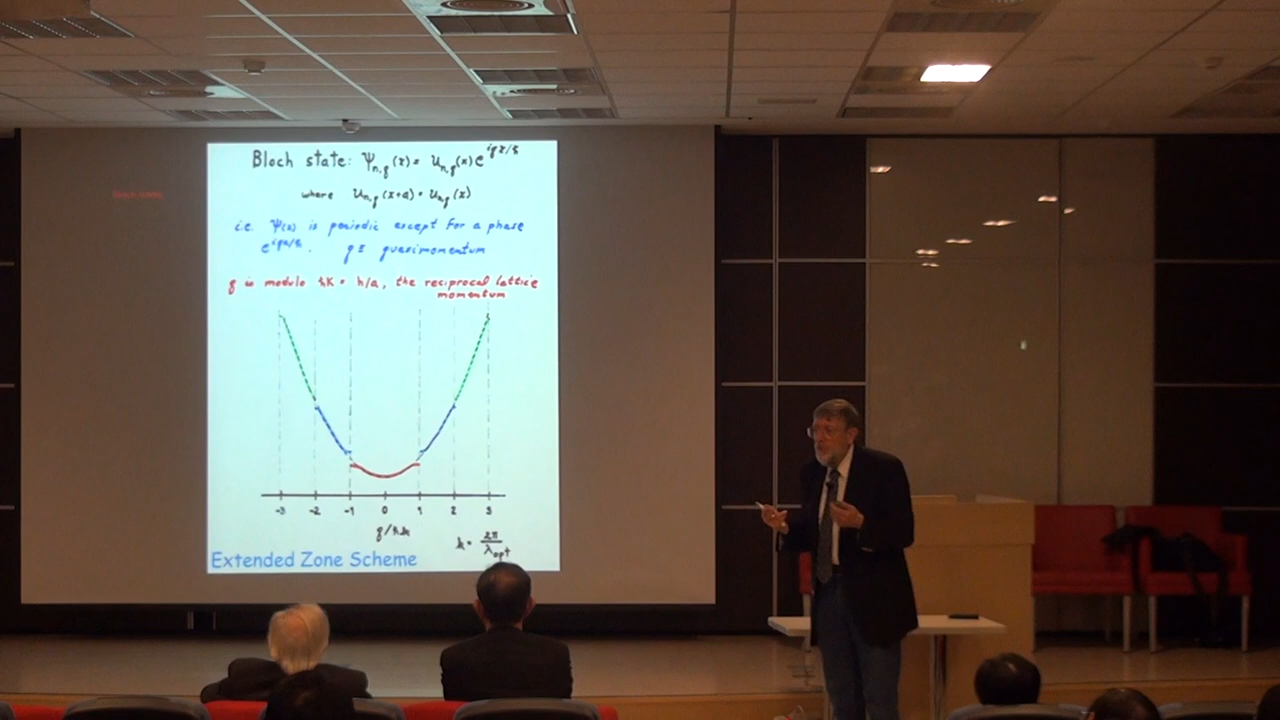 Bloch state: Ψn,q(x) = un,q(x)e^iqx/ħ
where un,q(x+a) = un,q(x)
i.e. Ψ(x) is periodic except for a phase
e^iqa/ħ. q ≡ quasimomentum
q is modulo ħK = h/a, the reciprocal lattice
momentum
-3 -2 -1 0 1 2 3
q/ħk
k = 2π/λopt
Extended Zone Scheme